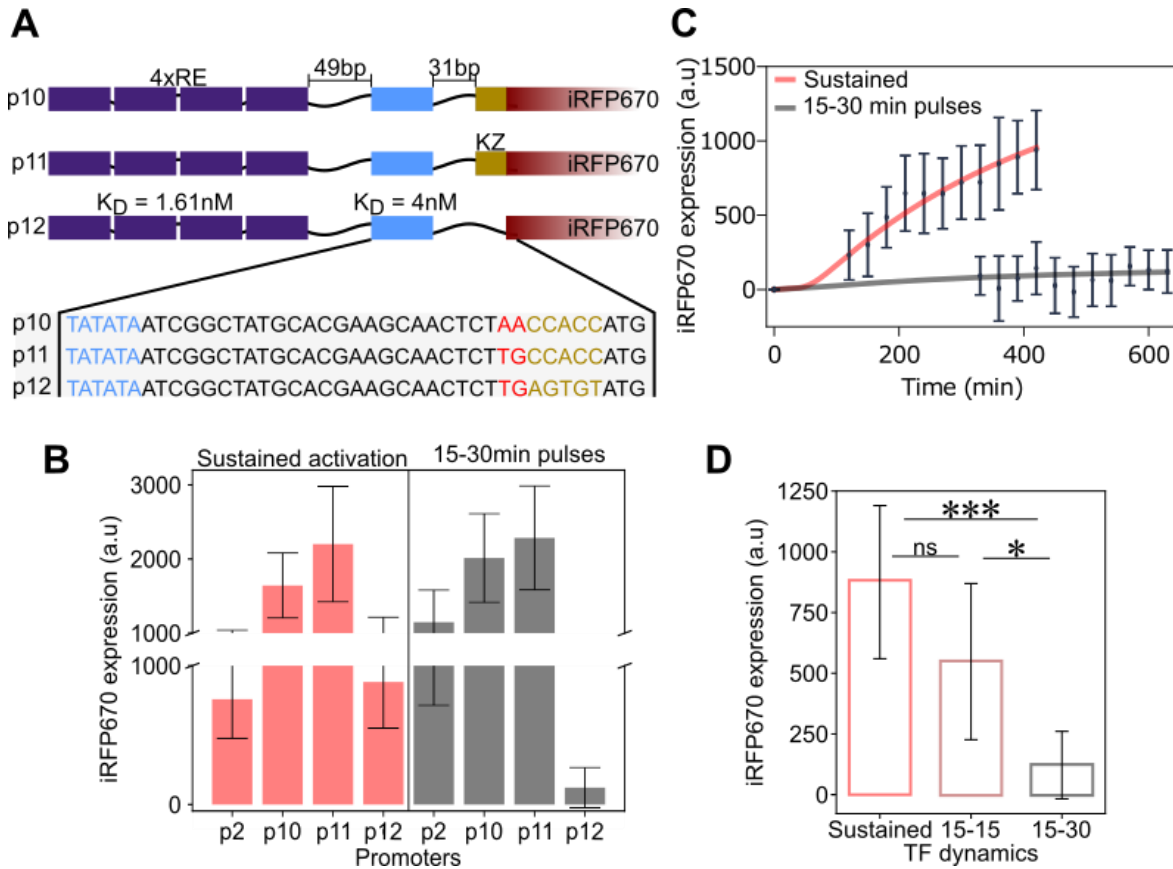 A
4xRE
49bp
31bp
p10
iRFP670
p11
KZ
iRFP670
K_D = 1.61nM
K_D = 4nM
p12
iRFP670
p10 TATATAATCGGCTATGCACGAAGCAACTCTAACCACCATG
p11 TATATAATCGGCTATGCACGAAGCAACTCTTGCCACCATG
p12 TATATAATCGGCTATGCACGAAGCAACTCTTGAGTGTATG
B
Sustained activation
15-30min pulses
iRFP670 expression (a.u)
3000
2000
1000
1000
0
p2 p10 p11 p12 p2 p10 p11 p12
Promoters
C
iRFP670 expression (a.u)
1500
1000
500
0
Sustained
15-30 min pulses
0 200 400 600
Time (min)
D
iRFP670 expression (a.u)
1250
1000
750
500
250
0
***
ns
*
Sustained 15-15 15-30
TF dynamics